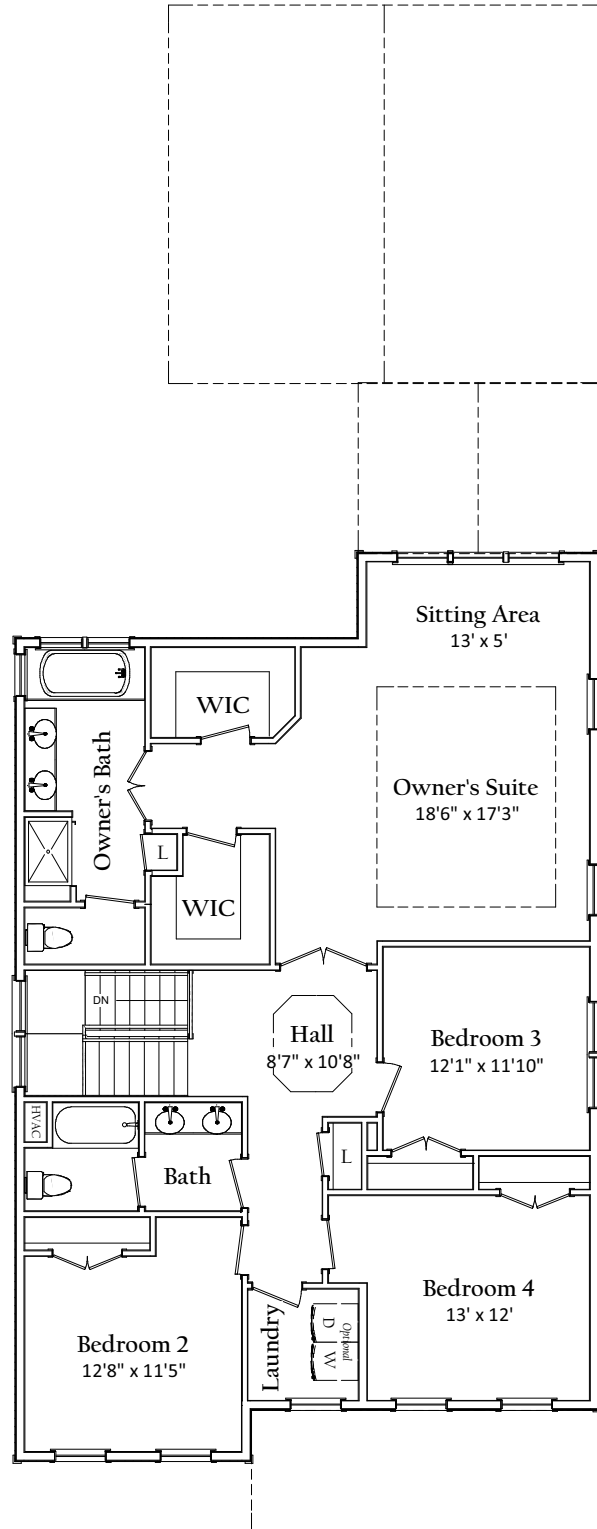 Sitting Area
13' x 5'
WIC
Owner's Bath
Owner's Suite
18'6" x 17'3"
L
WIC
DN
Hall
8'7" x 10'8"
Bedroom 3
12'1" x 11'10"
HVAC
Bath
L
Bedroom 4
13' x 12'
Laundry
D
W
Optional
Bedroom 2
12'8" x 11'5"